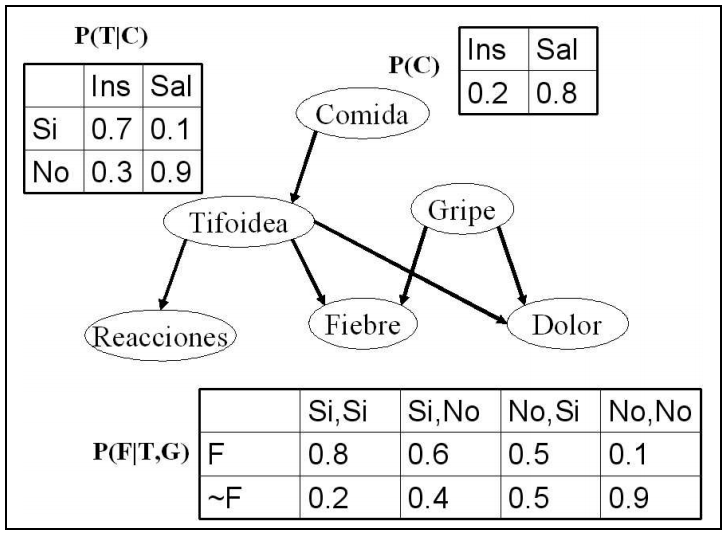 P(T|C)
Ins Sal
Si 0.7 0.1
No 0.3 0.9
P(C)
Ins Sal
0.2 0.8
Comida
Tifoidea
Gripe
Reacciones
Fiebre
Dolor
P(F|T,G)
Si,Si Si,No No,Si No,No
F 0.8 0.6 0.5 0.1
~F 0.2 0.4 0.5 0.9